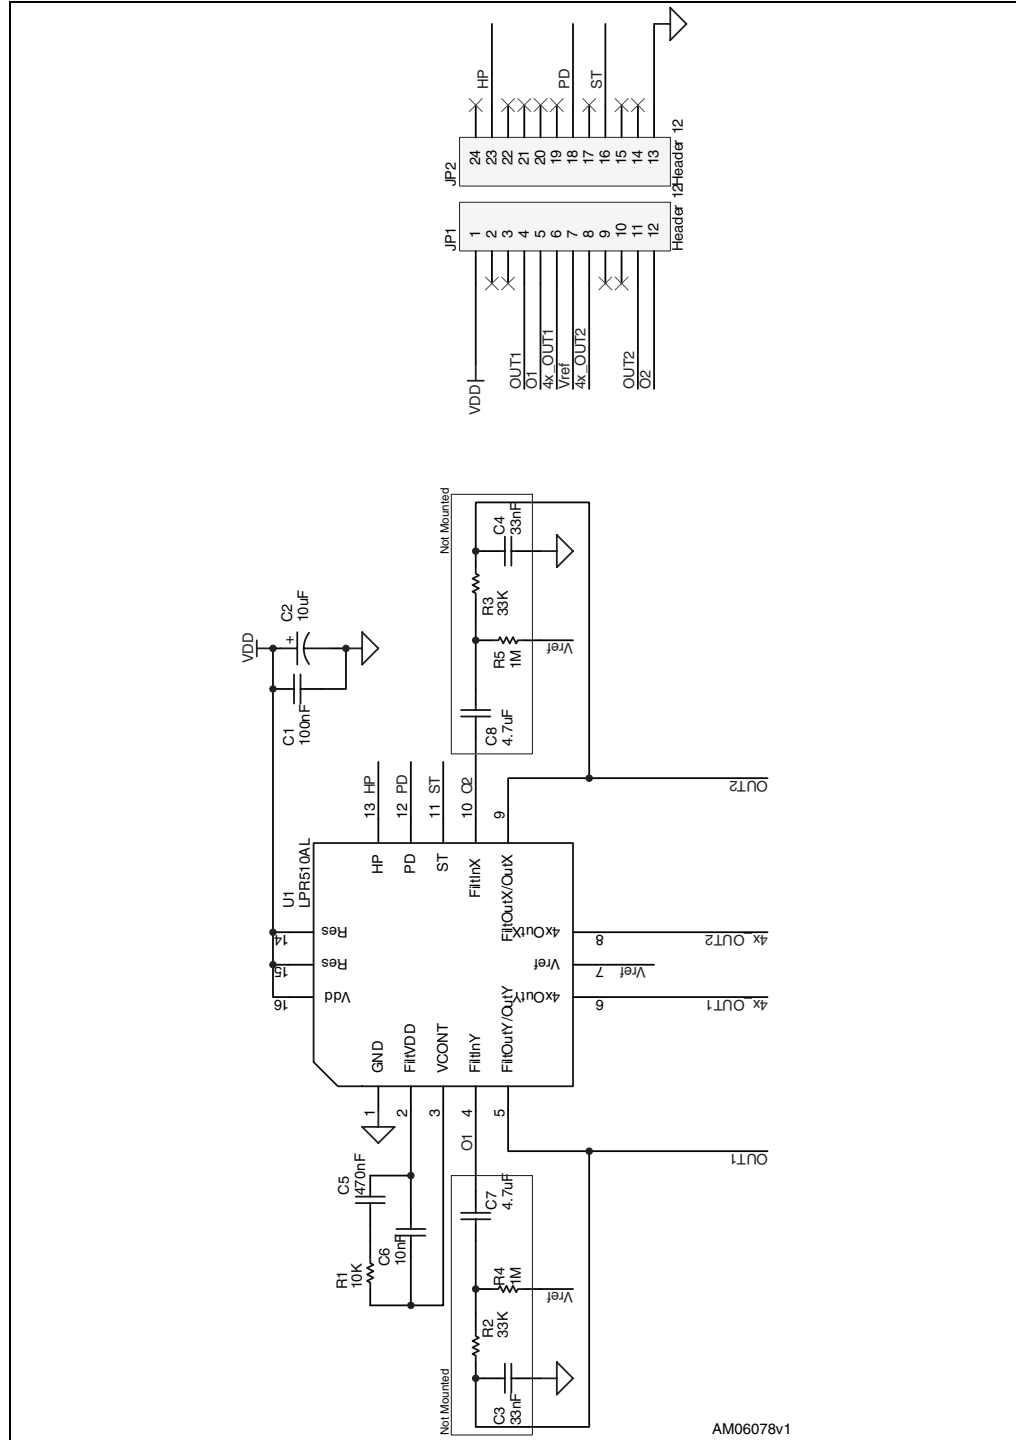 JP2
24
23
22
21
20
19
18
17
16
15
14
13
HP
PD
ST
Header 12
JP1
1
2
3
4
5
6
7
8
9
10
11
12
Header 12
VDD
OUT1
O1
4x_OUT1
Vref
4x_OUT2
OUT2
O2
Not Mounted
C4
33nF
R3
33K
R5
1M
Vref
C8
4.7uF
VDD
C2
10uF
C1
100nF
U1
LPR510AL
13 HP
12 PD
11 ST
10 O2
9
HP
PD
ST
FiltInX
FiltOutX/OutX
14
15
16
Res
Res
Vdd
4xOutX
Vref
4xOutY
8
7
6
4x_OUT2
Vref
4x_OUT1
OUT2
GND
FiltVDD
VCONT
FiltInY
FiltOutY/OutY
1
2
3
4
5
O1
OUT1
C5
470nF
R1
10K
C6
10nF
C7
4.7uF
R4
1M
Vref
R2
33K
C3
33nF
Not Mounted
AM06078v1